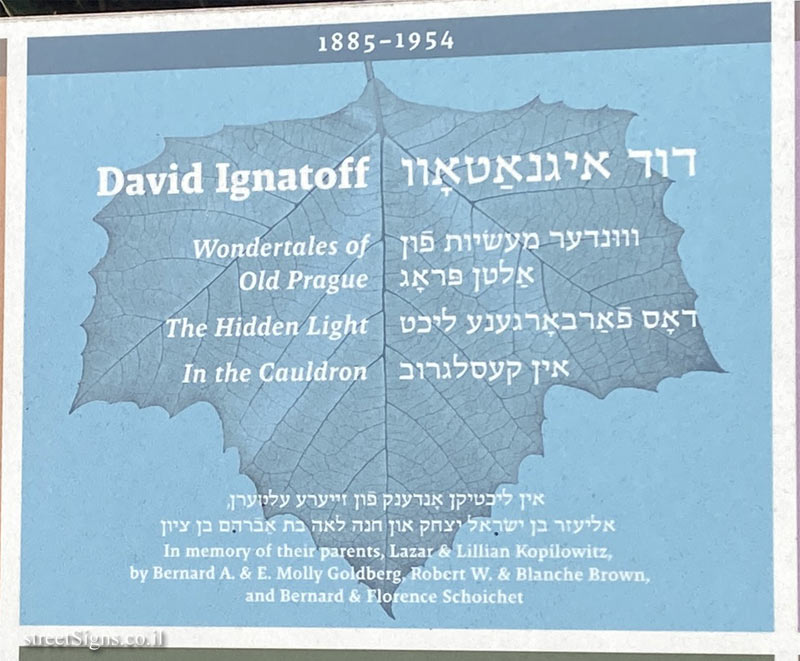 1885–1954
David Ignatoff
דוד איגנאַטאָװ
Wondertales of
Old Prague
װוּנדער מעשׂיות פֿון
אַלטן פּראָג
The Hidden Light
דאָס פֿאַרבאָרגענע ליכט
In the Cauldron
אין קעסלגרוב
אין ליכטיקן אָנדענק פֿון זייערע עלטערן,
אליעזר בן ישׂראל יצחק און חנה לאה בת אַבֿרהם בן ציון
In memory of their parents, Lazar & Lillian Kopilowitz,
by Bernard A. & E. Molly Goldberg, Robert W. & Blanche Brown,
and Bernard & Florence Schoichet
streetSigns.co.il